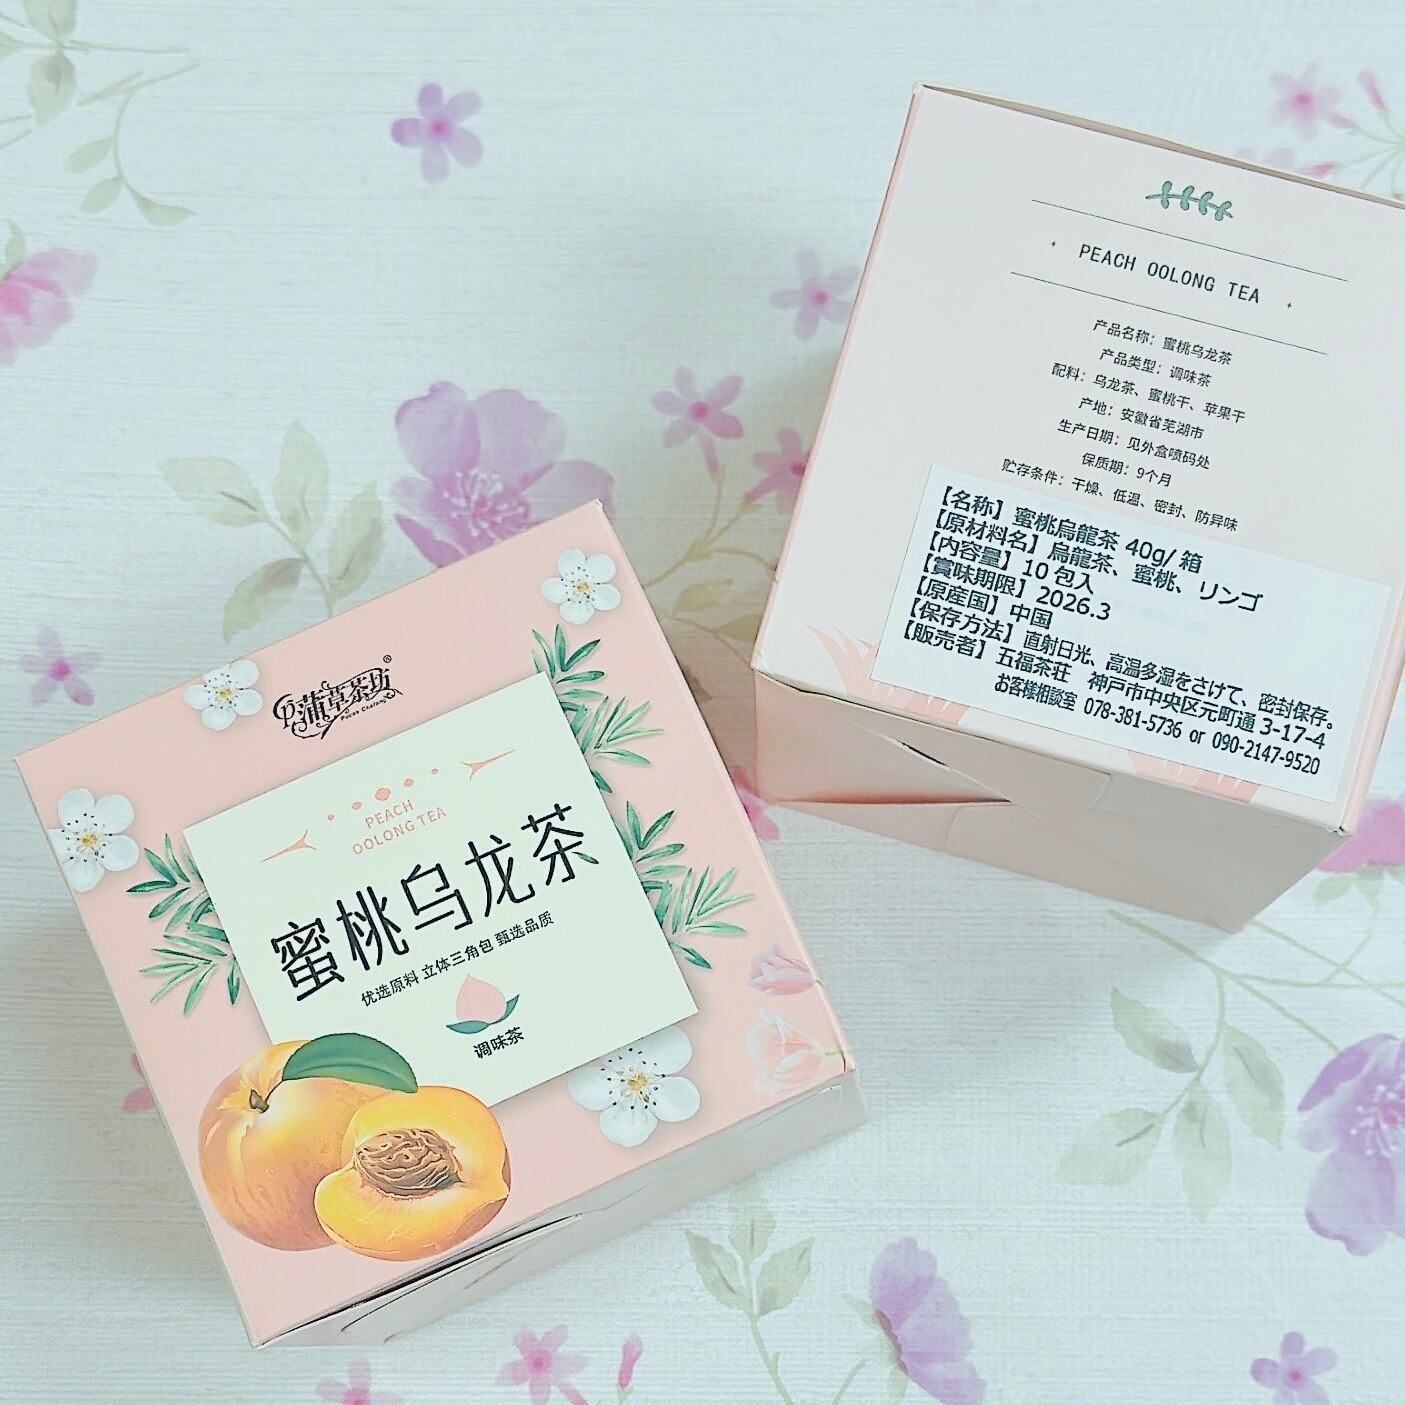 蒲草茶坊®
PEACH
OOLONG TEA
蜜桃乌龙茶
优选原料 立体三角包 甄选品质
调味茶
PEACH OOLONG TEA
产品名称：蜜桃乌龙茶
产品类型：调味茶
配料：乌龙茶、蜜桃干、苹果干
产地：安徽省芜湖市
生产日期：见外盒喷码处
保质期：9个月
贮存条件：干燥、低温、密封、防异味
【名称】蜜桃烏龍茶 40g/ 箱
【原材料名】烏龍茶、蜜桃、リンゴ
【内容量】10 包入
【賞味期限】2026.3
【原産国】中国
【保存方法】直射日光、高温多湿をさけて、密封保存。
【販売者】五福茶荘 神戸市中央区元町通 3-17-4
お客様相談室 078-381-5736 or 090-2147-9520